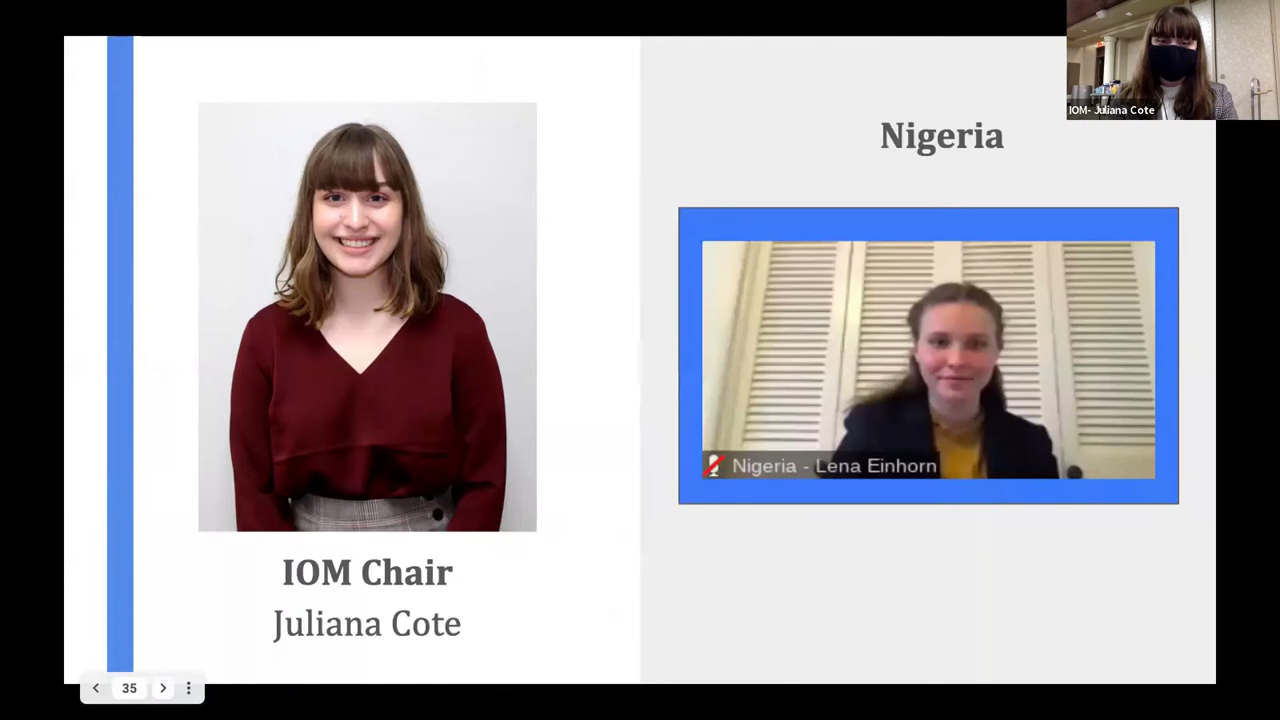 IOM- Juliana Cote
Nigeria
Nigeria - Lena Einhorn
IOM Chair
Juliana Cote
35